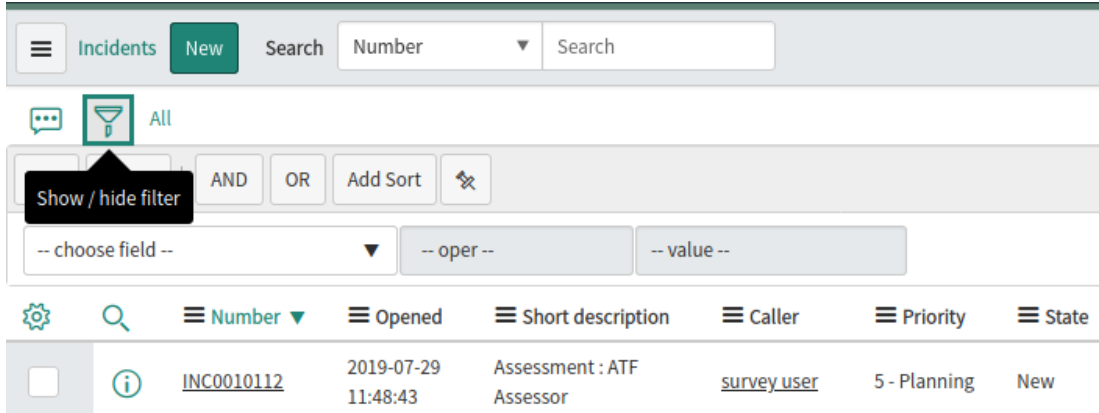 Incidents New Search Number Search
All
AND OR Add Sort
Show / hide filter
-- choose field -- -- oper -- -- value --
Number Opened Short description Caller Priority State
INC0010112 2019-07-29 11:48:43 Assessment : ATF Assessor survey user 5 - Planning New